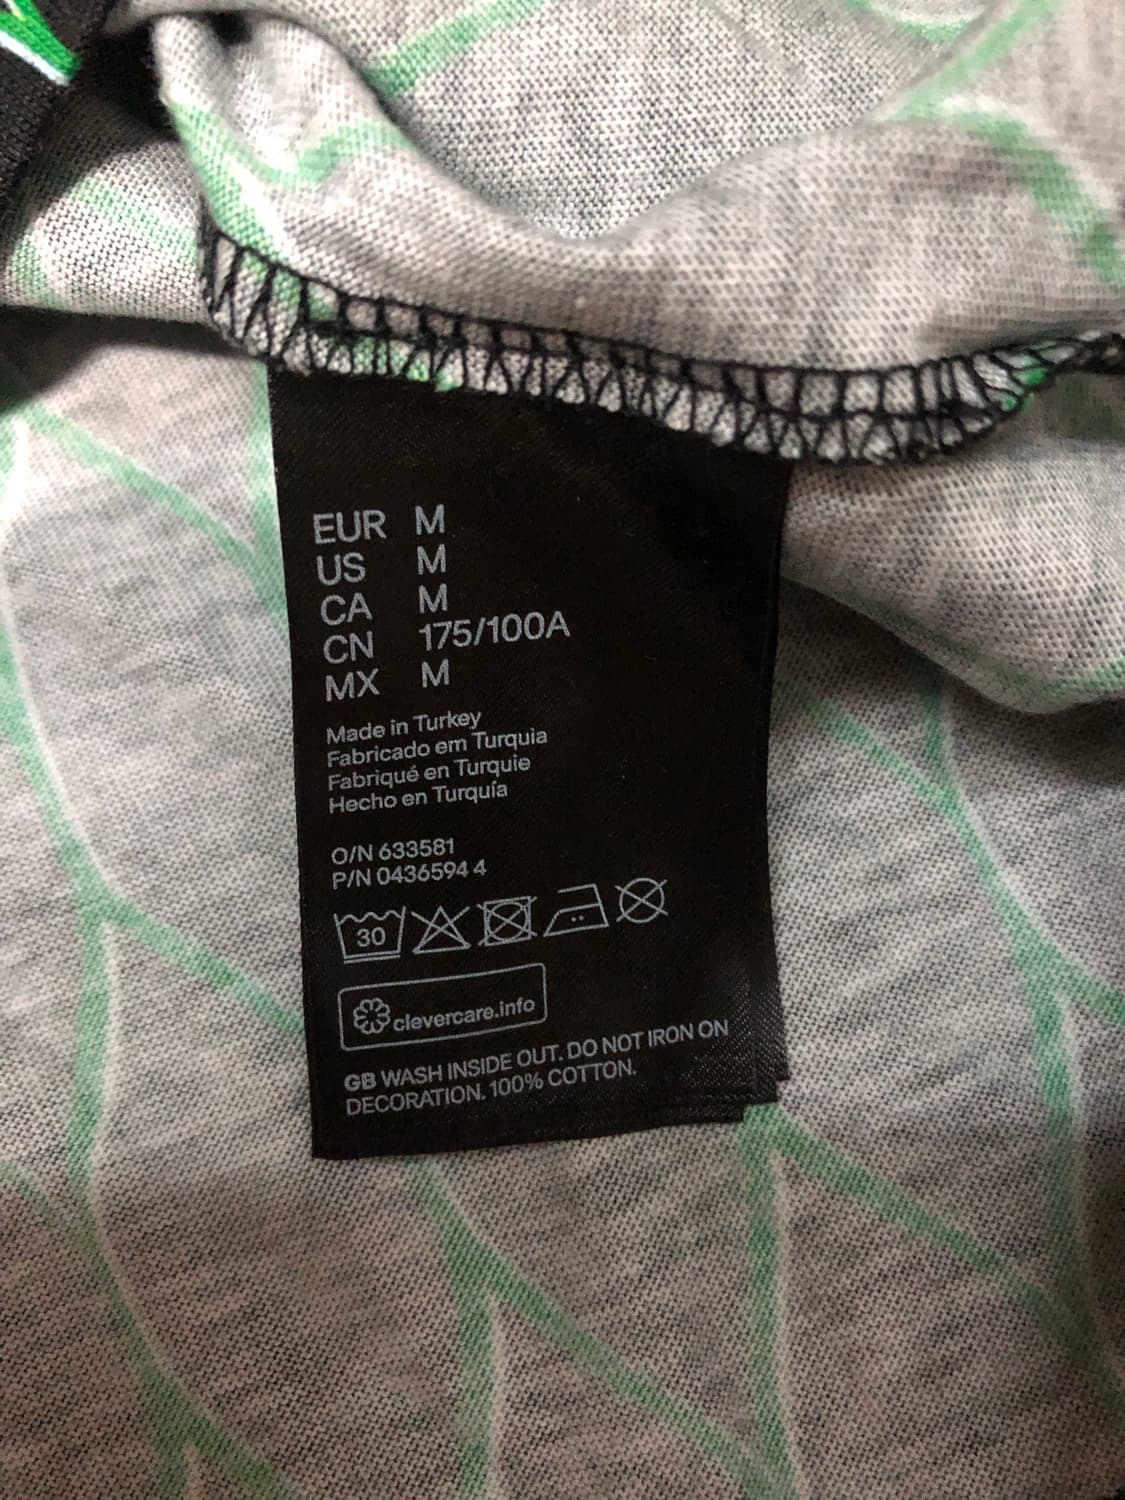 EUR M
US M
CA M
CN 175/100A
MX M
Made in Turkey
Fabricado em Turquia
Fabriqué en Turquie
Hecho en Turquía
O/N 633581
P/N 0436594 4
30
clevercare.info
GB WASH INSIDE OUT. DO NOT IRON ON
DECORATION. 100% COTTON.